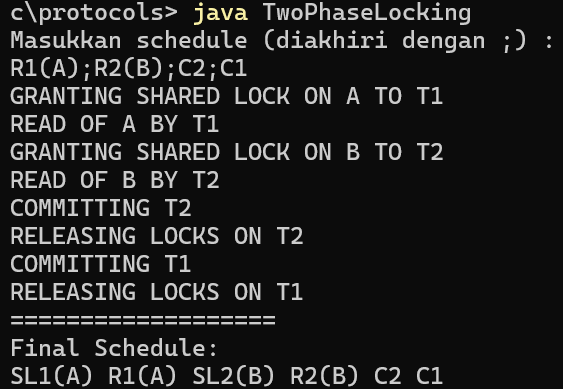 c\protocols> java TwoPhaseLocking
Masukkan schedule (diakhiri dengan ;) :
R1(A);R2(B);C2;C1
GRANTING SHARED LOCK ON A TO T1
READ OF A BY T1
GRANTING SHARED LOCK ON B TO T2
READ OF B BY T2
COMMITTING T2
RELEASING LOCKS ON T2
COMMITTING T1
RELEASING LOCKS ON T1
===================
Final Schedule:
SL1(A) R1(A) SL2(B) R2(B) C2 C1